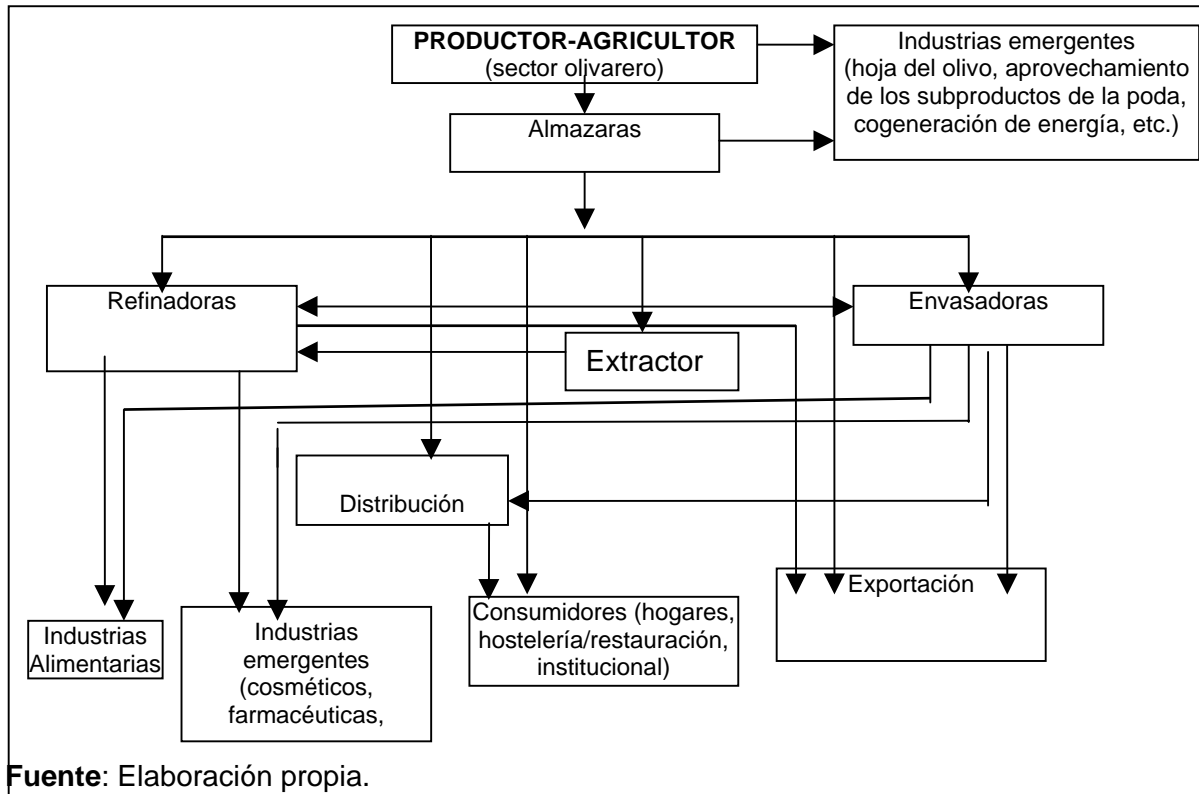 PRODUCTOR-AGRICULTOR
(sector olivarero)
Industrias emergentes
(hoja del olivo, aprovechamiento
de los subproductos de la poda,
cogeneración de energía, etc.)
Almazaras
Refinadoras
Envasadoras
Extractor
Distribución
Exportación
Industrias
Alimentarias
Industrias
emergentes
(cosméticos,
farmacéuticas,
Consumidores (hogares,
hostelería/restauración,
institucional)
Fuente: Elaboración propia.